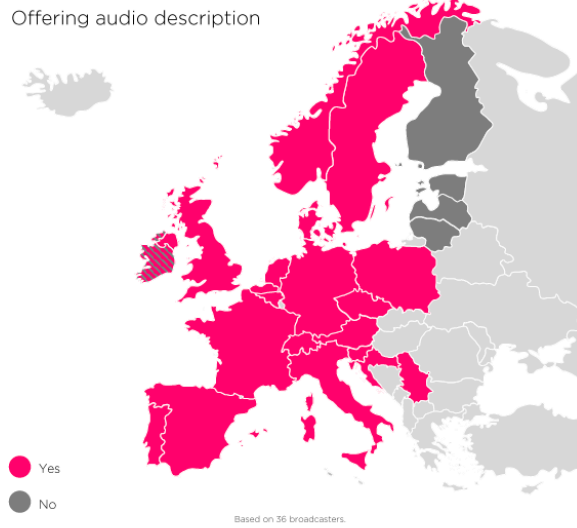 Offering audio description
Yes
No
Based on 36 broadcasters.